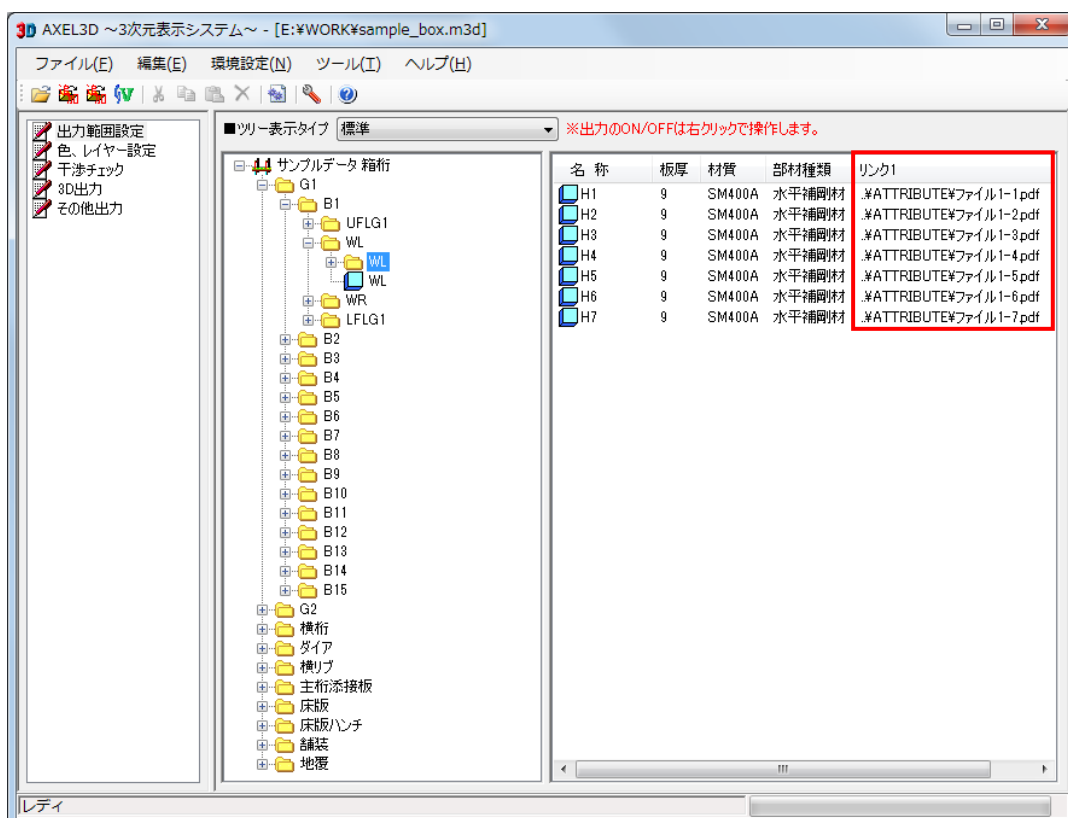 3D AXEL3D ～3次元表示システム～ - [E:¥WORK¥sample_box.m3d]
ファイル(F) 編集(E) 環境設定(N) ツール(T) ヘルプ(H)
出力範囲設定
色、レイヤー設定
干渉チェック
3D出力
その他出力
■ツリー表示タイプ 標準 ※出力のON/OFFは右クリックで操作します。
サンプルデータ 箱桁
G1
B1
UFLG1
WL
WL
WL
WR
LFLG1
B2
B3
B4
B5
B6
B7
B8
B9
B10
B11
B12
B13
B14
B15
G2
横桁
ダイア
横リブ
主桁添接板
床版
床版ハンチ
舗装
地覆
名 称 板厚 材質 部材種類 リンク1
H1 9 SM400A 水平補剛材 .¥ATTRIBUTE¥ファイル1-1.pdf
H2 9 SM400A 水平補剛材 .¥ATTRIBUTE¥ファイル1-2.pdf
H3 9 SM400A 水平補剛材 .¥ATTRIBUTE¥ファイル1-3.pdf
H4 9 SM400A 水平補剛材 .¥ATTRIBUTE¥ファイル1-4.pdf
H5 9 SM400A 水平補剛材 .¥ATTRIBUTE¥ファイル1-5.pdf
H6 9 SM400A 水平補剛材 .¥ATTRIBUTE¥ファイル1-6.pdf
H7 9 SM400A 水平補剛材 .¥ATTRIBUTE¥ファイル1-7.pdf
レディ